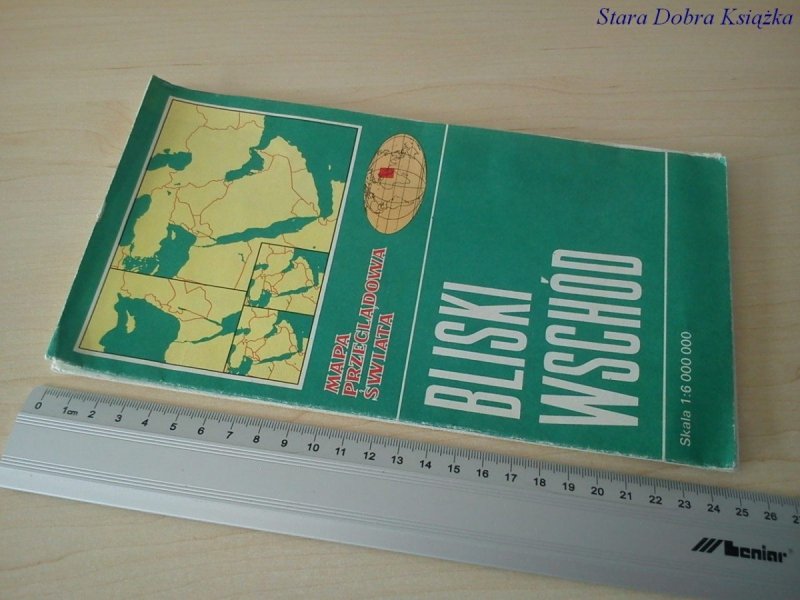 Stara Dobra Książka
MAPA
PRZEGLĄDOWA
ŚWIATA
BLISKI
WSCHÓD
Skala 1:6 000 000
0 1cm 2 3 4 5 6 7 8 9 10 11 12 13 14 15 16 17 18 19 20 21 22 23 24 25 26
beniar